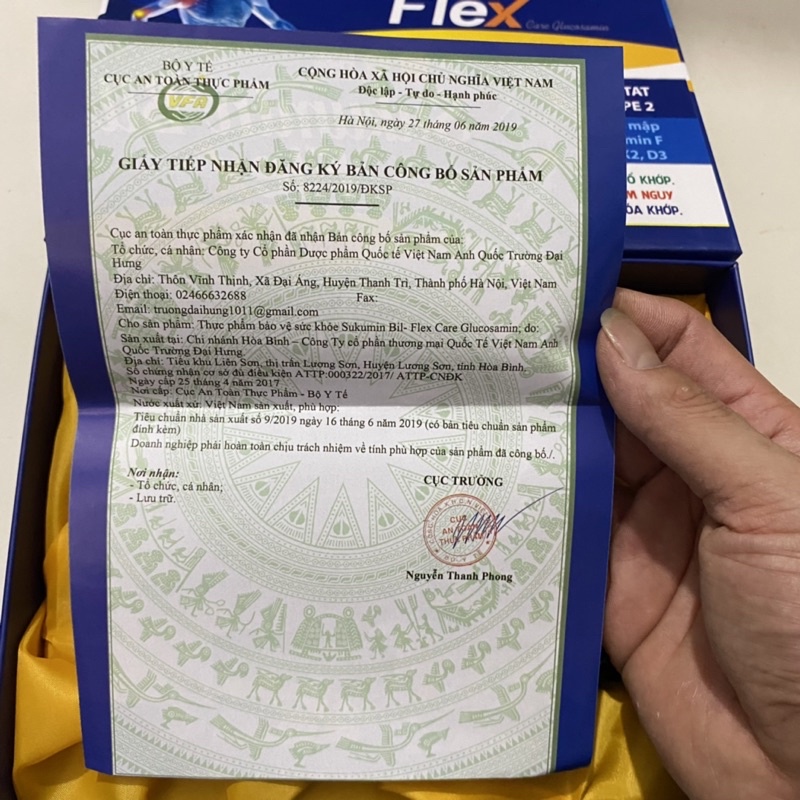 Flex
Care Glucosamin
TAT
PE 2
mập
min F
K2, D3
Ổ KHỚP.
M NGUY
ÓA KHỚP.
BỘ Y TẾ
CỤC AN TOÀN THỰC PHẨM
VFA
CỘNG HÒA XÃ HỘI CHỦ NGHĨA VIỆT NAM
Độc lập - Tự do - Hạnh phúc
Hà Nội, ngày 27 tháng 06 năm 2019
GIẤY TIẾP NHẬN ĐĂNG KÝ BẢN CÔNG BỐ SẢN PHẨM
Số: 8224/2019/ĐKSP
Cục an toàn thực phẩm xác nhận đã nhận Bản công bố sản phẩm của:
Tổ chức, cá nhân: Công ty Cổ phần Dược phẩm Quốc tế Việt Nam Anh Quốc Trường Đại
Hưng
Địa chỉ: Thôn Vĩnh Thịnh, Xã Đại Áng, Huyện Thanh Trì, Thành phố Hà Nội, Việt Nam
Điện thoại: 02466632688 Fax:
Email: truongdaihung1011@gmail.com
Cho sản phẩm: Thực phẩm bảo vệ sức khỏe Sukumin Bil- Flex Care Glucosamin; do:
Sản xuất tại: Chi nhánh Hòa Bình – Công ty cổ phần thương mại Quốc Tế Việt Nam Anh
Quốc Trường Đại Hưng
Địa chỉ: Tiểu khu Liên Sơn, thị trấn Lương Sơn, Huyện Lương Sơn, tỉnh Hòa Bình.
Số chứng nhận cơ sở đủ điều kiện ATTP:000322/2017/ ATTP-CNĐK
Ngày cấp 25 tháng 4 năm 2017
Nơi cấp: Cục An Toàn Thực Phẩm - Bộ Y Tế
Nước xuất xứ: Việt Nam sản xuất, phù hợp:
Tiêu chuẩn nhà sản xuất số 9/2019 ngày 16 tháng 6 năm 2019 (có bản tiêu chuẩn sản phẩm
đính kèm)
Doanh nghiệp phải hoàn toàn chịu trách nhiệm về tính phù hợp của sản phẩm đã công bố./.
Nơi nhận:
- Tổ chức, cá nhân;
- Lưu trữ.
CỤC TRƯỞNG
CỤC
Nguyễn Thanh Phong